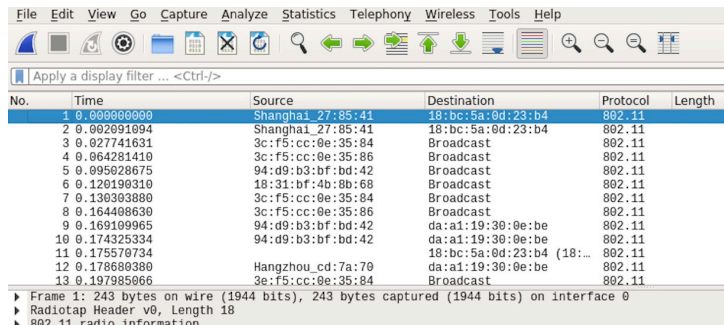 File Edit View Go Capture Analyze Statistics Telephony Wireless Tools Help
Apply a display filter ... <Ctrl-/>
No. Time Source Destination Protocol Length
1 0.000000000 Shanghai_27:85:41 18:bc:5a:0d:23:b4 802.11
2 0.002091094 Shanghai_27:85:41 18:bc:5a:0d:23:b4 802.11
3 0.027741631 3c:f5:cc:0e:35:84 Broadcast 802.11
4 0.064281410 3c:f5:cc:0e:35:86 Broadcast 802.11
5 0.095028675 94:d9:b3:bf:bd:42 Broadcast 802.11
6 0.120190310 18:31:bf:4b:8b:68 Broadcast 802.11
7 0.130303880 3c:f5:cc:0e:35:84 Broadcast 802.11
8 0.164408630 3c:f5:cc:0e:35:86 Broadcast 802.11
9 0.169109965 94:d9:b3:bf:bd:42 da:a1:19:30:0e:be 802.11
10 0.174325334 94:d9:b3:bf:bd:42 da:a1:19:30:0e:be 802.11
11 0.175570734 18:bc:5a:0d:23:b4 (18:… 802.11
12 0.178680380 Hangzhou_cd:7a:70 da:a1:19:30:0e:be 802.11
13 0.197985066 3e:f5:cc:0e:35:84 Broadcast 802.11
Frame 1: 243 bytes on wire (1944 bits), 243 bytes captured (1944 bits) on interface 0
Radiotap Header v0, Length 18
802.11 radio information